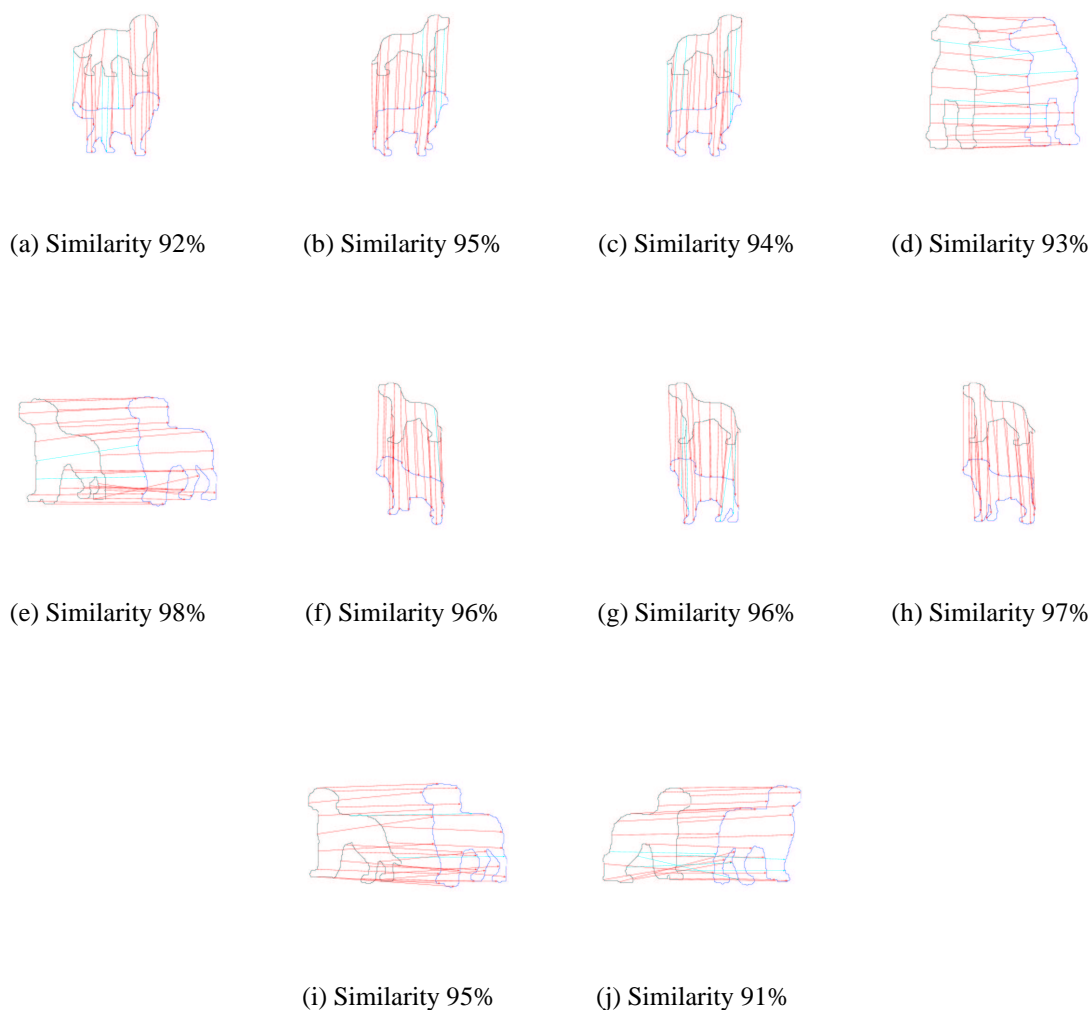 (a) Similarity 92%
(b) Similarity 95%
(c) Similarity 94%
(d) Similarity 93%
(e) Similarity 98%
(f) Similarity 96%
(g) Similarity 96%
(h) Similarity 97%
(i) Similarity 95%
(j) Similarity 91%